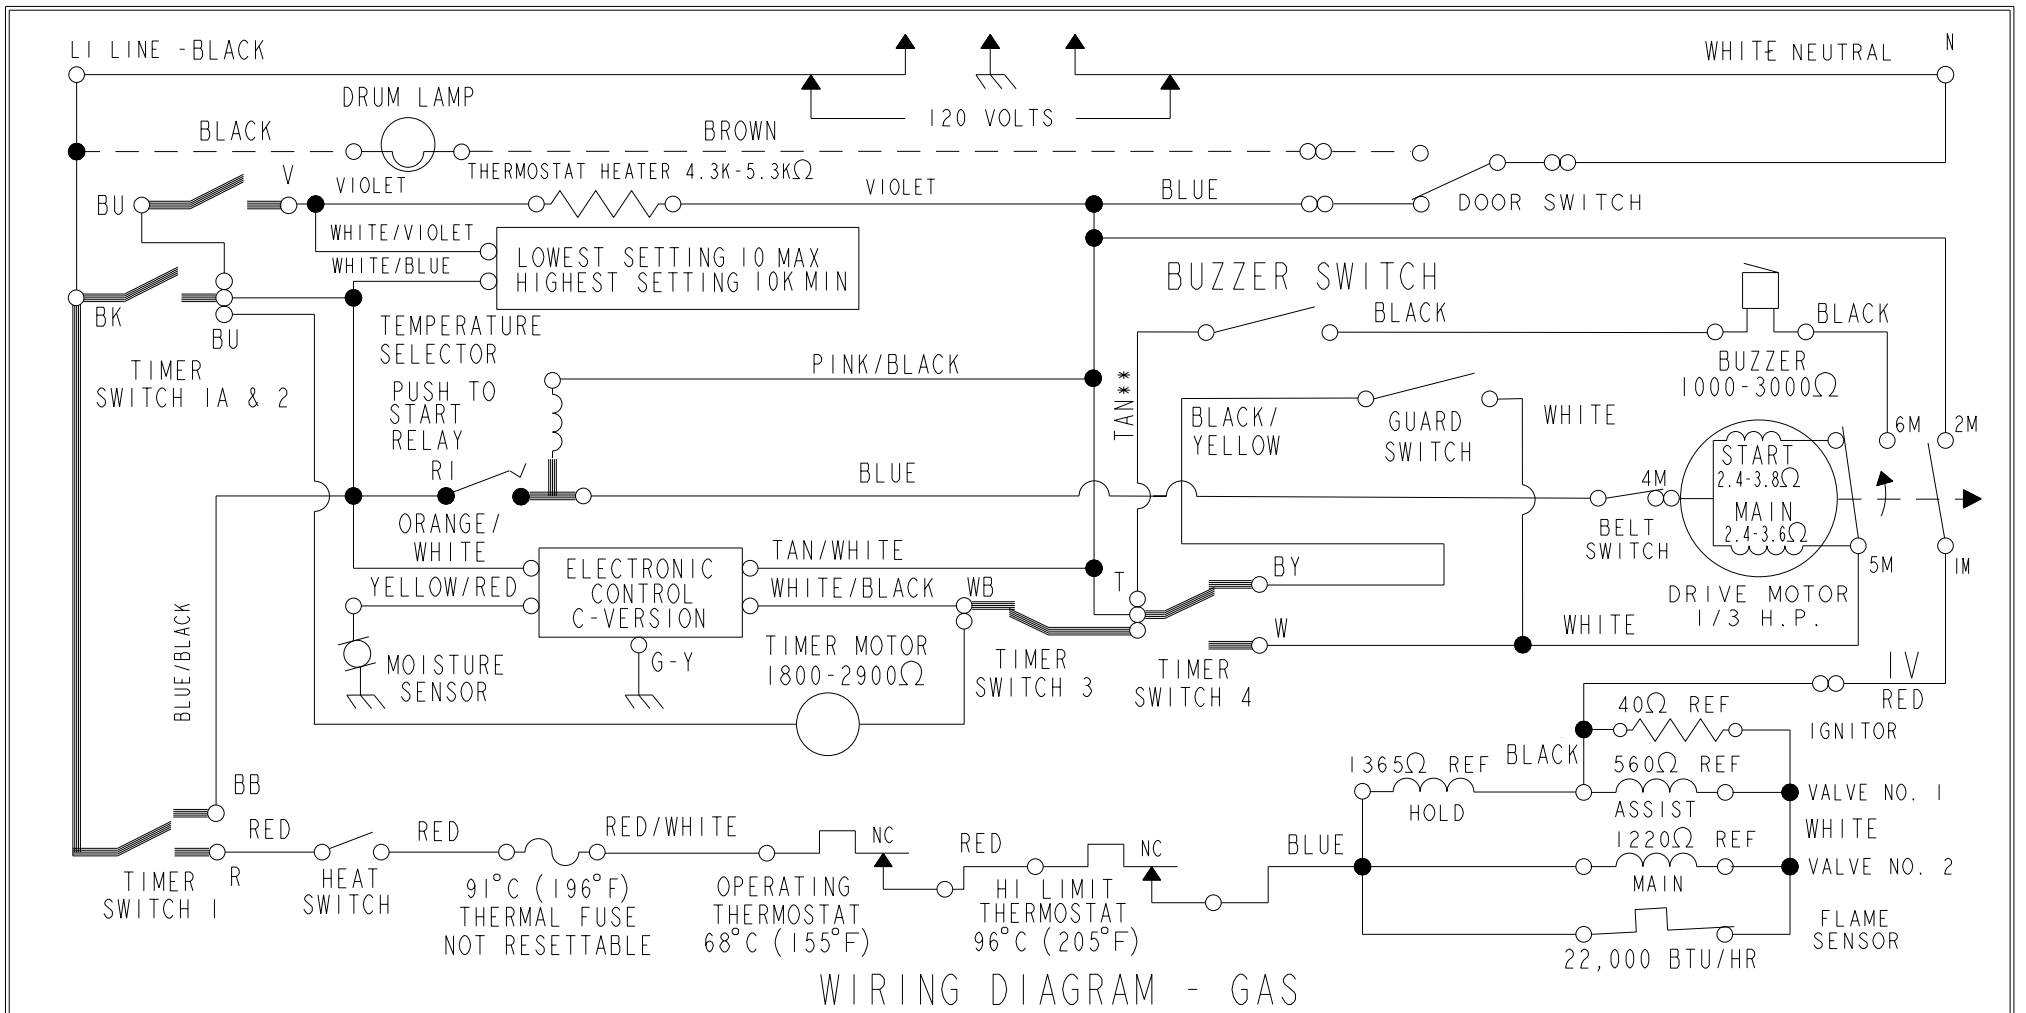 LI LINE -BLACK
WHITE NEUTRAL
N
DRUM LAMP
120 VOLTS
BLACK
BROWN
THERMOSTAT HEATER 4.3K-5.3KΩ
V
VIOLET
VIOLET
BLUE
BU
DOOR SWITCH
WHITE/VIOLET
LOWEST SETTING 10 MAX
HIGHEST SETTING 10K MIN
WHITE/BLUE
BUZZER SWITCH
BK
BU
BLACK
BLACK
TEMPERATURE
SELECTOR
TIMER
SWITCH 1A & 2
PINK/BLACK
BUZZER
1000-3000Ω
PUSH TO
START
RELAY
TAN**
BLACK/
YELLOW
GUARD
SWITCH
WHITE
6M
2M
R1
BLUE
START
2.4-3.8Ω
4M
MAIN
2.4-3.6Ω
ORANGE/
WHITE
BELT
SWITCH
TAN/WHITE
ELECTRONIC
CONTROL
C-VERSION
YELLOW/RED
WHITE/BLACK
WB
T
BY
5M
1M
DRIVE MOTOR
1/3 H.P.
BLUE/BLACK
W
WHITE
MOISTURE
SENSOR
G-Y
TIMER MOTOR
1800-2900Ω
TIMER
SWITCH 3
TIMER
SWITCH 4
1V
RED
40Ω REF
IGNITOR
BLACK
1365Ω REF
HOLD
560Ω REF
ASSIST
VALVE NO. 1
BB
RED
RED
RED/WHITE
NC
RED
NC
BLUE
1220Ω REF
MAIN
WHITE
VALVE NO. 2
R
TIMER
SWITCH 1
HEAT
SWITCH
91°C (196°F)
THERMAL FUSE
NOT RESETTABLE
OPERATING
THERMOSTAT
68°C (155°F)
HI LIMIT
THERMOSTAT
96°C (205°F)
FLAME
SENSOR
22,000 BTU/HR
WIRING DIAGRAM - GAS